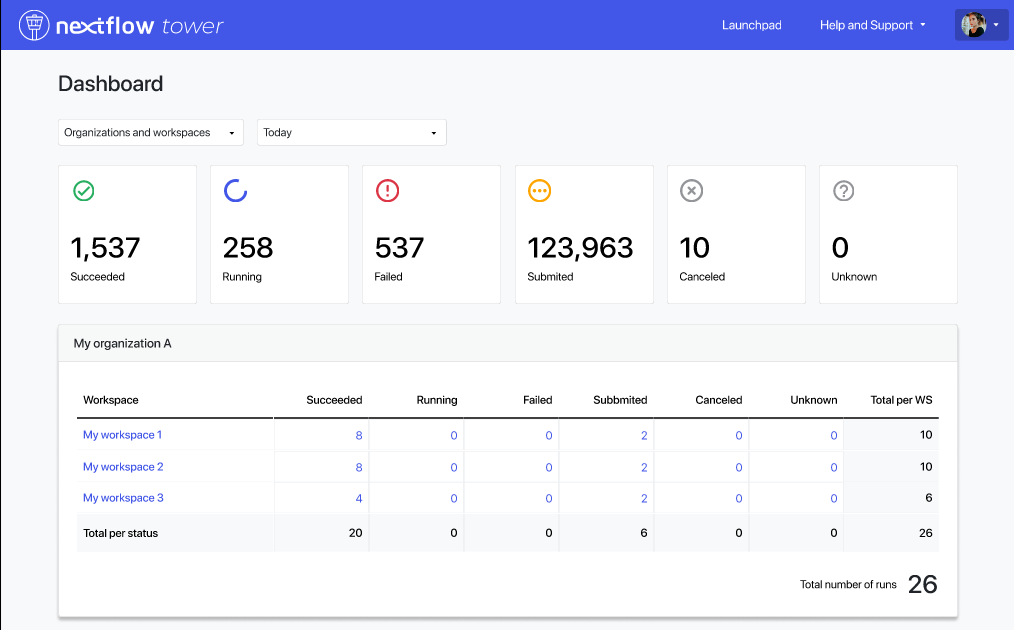 nextflow tower Launchpad Help and Support
Dashboard
Organizations and workspaces Today
1,537 258 537 123,963 10 0
Succeeded Running Failed Submited Canceled Unknown
My organization A
Workspace Succeeded Running Failed Subbmited Canceled Unknown Total per WS
My workspace 1 8 0 0 2 0 0 10
My workspace 2 8 0 0 2 0 0 10
My workspace 3 4 0 0 2 0 0 6
Total per status 20 0 0 6 0 0 26
Total number of runs 26